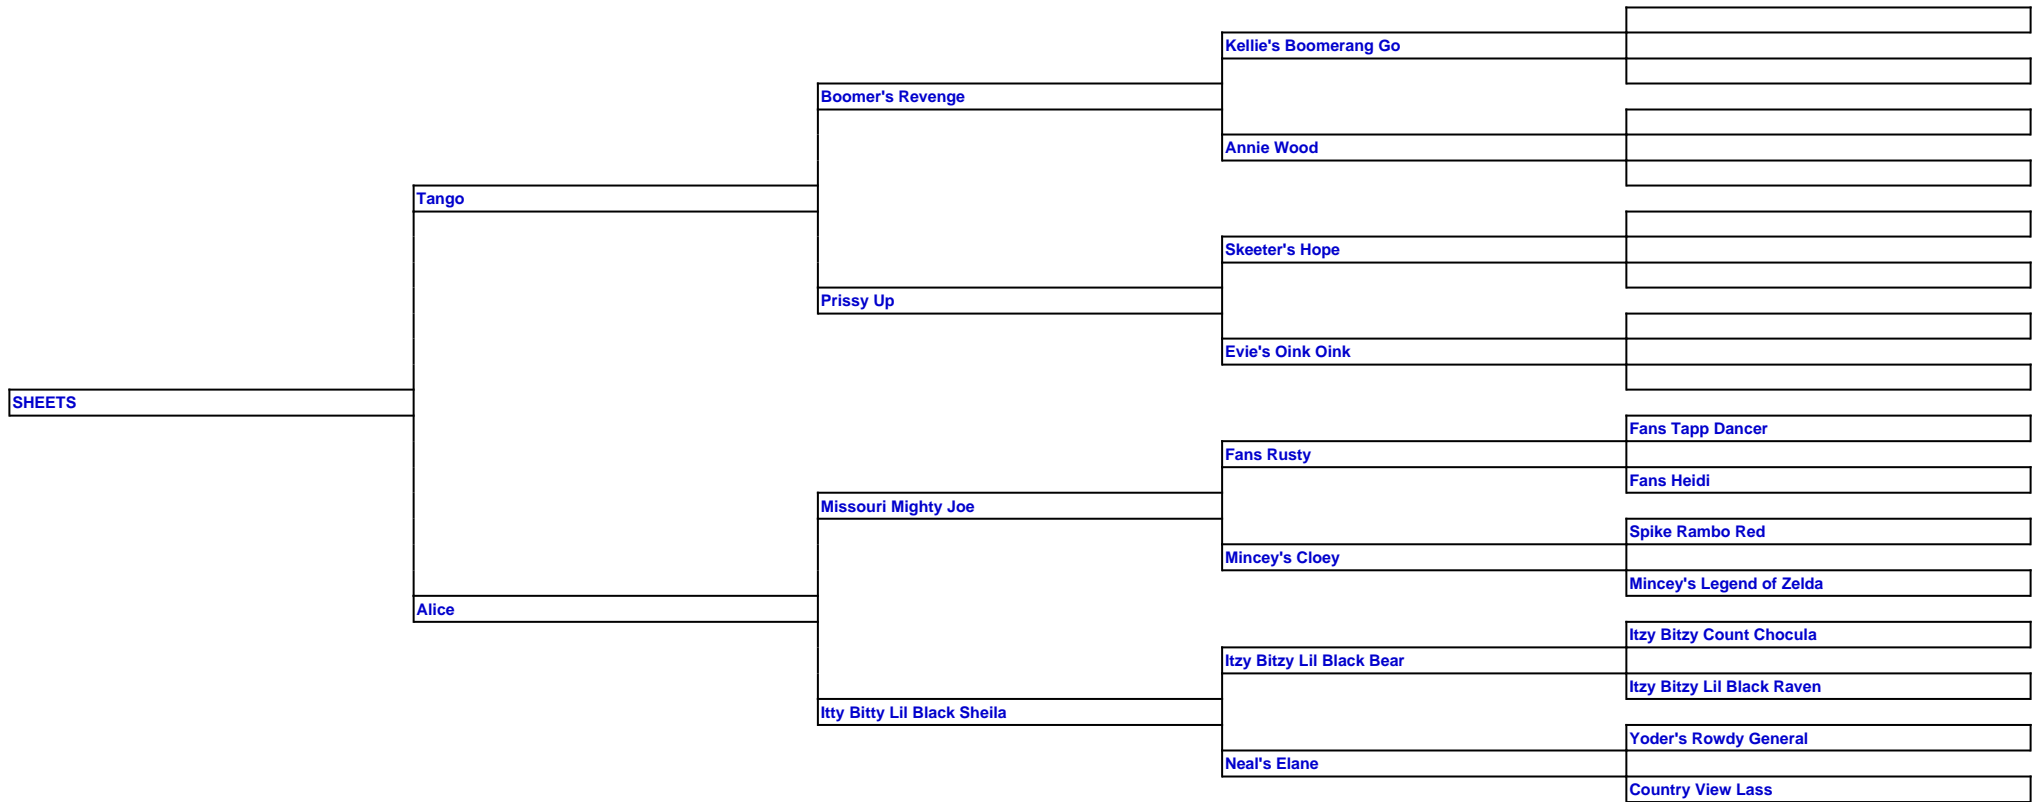 Kellie's Boomerang Go
Boomer's Revenge
Annie Wood
Tango
Skeeter's Hope
Prissy Up
Evie's Oink Oink
SHEETS
Fans Tapp Dancer
Fans Rusty
Fans Heidi
Missouri Mighty Joe
Spike Rambo Red
Mincey's Cloey
Mincey's Legend of Zelda
Alice
Itzy Bitzy Count Chocula
Itzy Bitzy Lil Black Bear
Itzy Bitzy Lil Black Raven
Itty Bitty Lil Black Sheila
Yoder's Rowdy General
Neal's Elane
Country View Lass